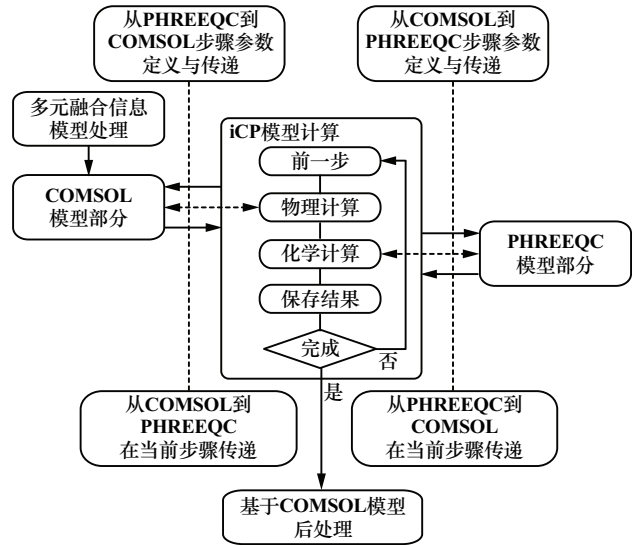 从PHREEQC到
COMSOL步骤参数
定义与传递
从COMSOL到
PHREEQC步骤参数
定义与传递
多元融合信息
模型处理
iCP模型计算
前一步
COMSOL
模型部分
物理计算
PHREEQC
模型部分
化学计算
保存结果
完成
否
是
从COMSOL到
PHREEQC
在当前步骤传递
从PHREEQC到
COMSOL
在当前步骤传递
基于COMSOL模型
后处理